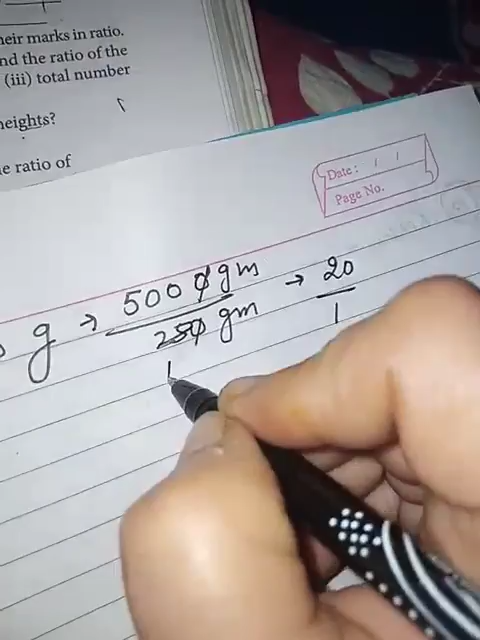 heir marks in ratio.
nd the ratio of the
(iii) total number
heights?
e ratio of
Date: / /
Page No.
g → 5000 gm → 20
250 gm 1
1